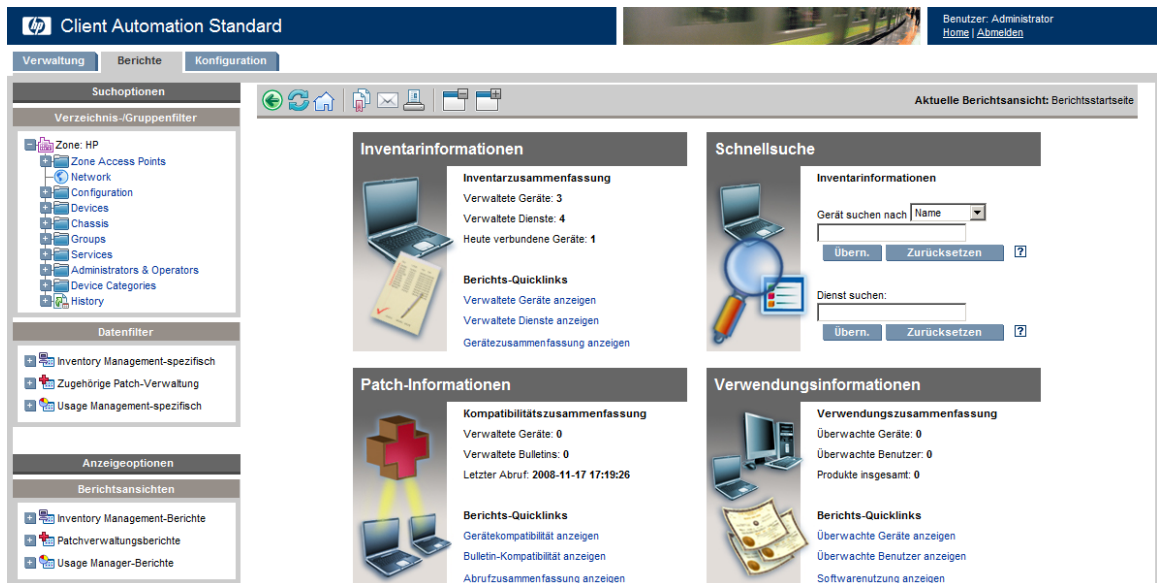 hp Client Automation Standard
Benutzer: Administrator
Home | Abmelden
Verwaltung Berichte Konfiguration
Suchoptionen
Verzeichnis-/Gruppenfilter
Zone: HP
Zone Access Points
Network
Configuration
Devices
Chassis
Groups
Services
Administrators & Operators
Device Categories
History
Datenfilter
Inventory Management-spezifisch
Zugehörige Patch-Verwaltung
Usage Management-spezifisch
Anzeigeoptionen
Berichtsansichten
Inventory Management-Berichte
Patchverwaltungsberichte
Usage Manager-Berichte
Aktuelle Berichtsansicht: Berichtsstartseite
Inventarinformationen
Inventarzusammenfassung
Verwaltete Geräte: 3
Verwaltete Dienste: 4
Heute verbundene Geräte: 1
Berichts-Quicklinks
Verwaltete Geräte anzeigen
Verwaltete Dienste anzeigen
Gerätezusammenfassung anzeigen
Schnellsuche
Inventarinformationen
Gerät suchen nach Name
Übern. Zurücksetzen ?
Dienst suchen:
Übern. Zurücksetzen ?
Patch-Informationen
Kompatibilitätszusammenfassung
Verwaltete Geräte: 0
Verwaltete Bulletins: 0
Letzter Abruf: 2008-11-17 17:19:26
Berichts-Quicklinks
Gerätekompatibilität anzeigen
Bulletin-Kompatibilität anzeigen
Abrufzusammenfassung anzeigen
Verwendungsinformationen
Verwendungszusammenfassung
Überwachte Geräte: 0
Überwachte Benutzer: 0
Produkte insgesamt: 0
Berichts-Quicklinks
Überwachte Geräte anzeigen
Überwachte Benutzer anzeigen
Softwarenutzung anzeigen